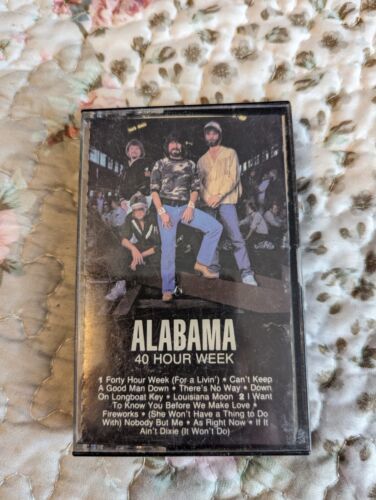 ALABAMA
40 HOUR WEEK
1 Forty Hour Week (For a Livin') • Can't Keep
A Good Man Down • There's No Way • Down
On Longboat Key • Louisiana Moon 2 I Want
To Know You Before We Make Love •
Fireworks • (She Won't Have a Thing to Do
With) Nobody But Me • As Right Now • If It
Ain't Dixie (It Won't Do)